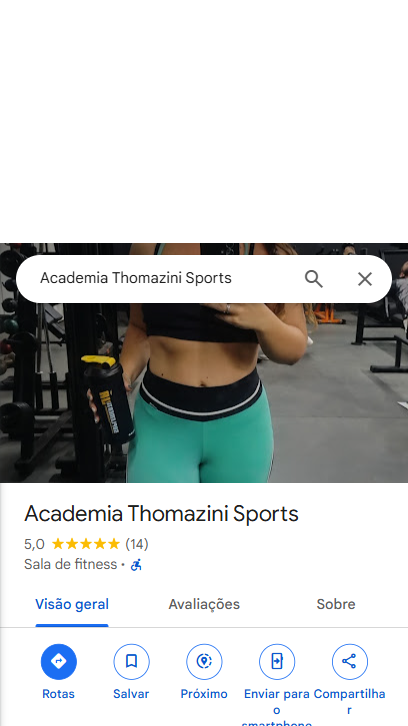 Academia Thomazini Sports
Academia Thomazini Sports
5,0 ★★★★★ (14)
Sala de fitness ·
Visão geral
Avaliações
Sobre
Rotas
Salvar
Próximo
Enviar para
o
smartphone
Compartilha
r